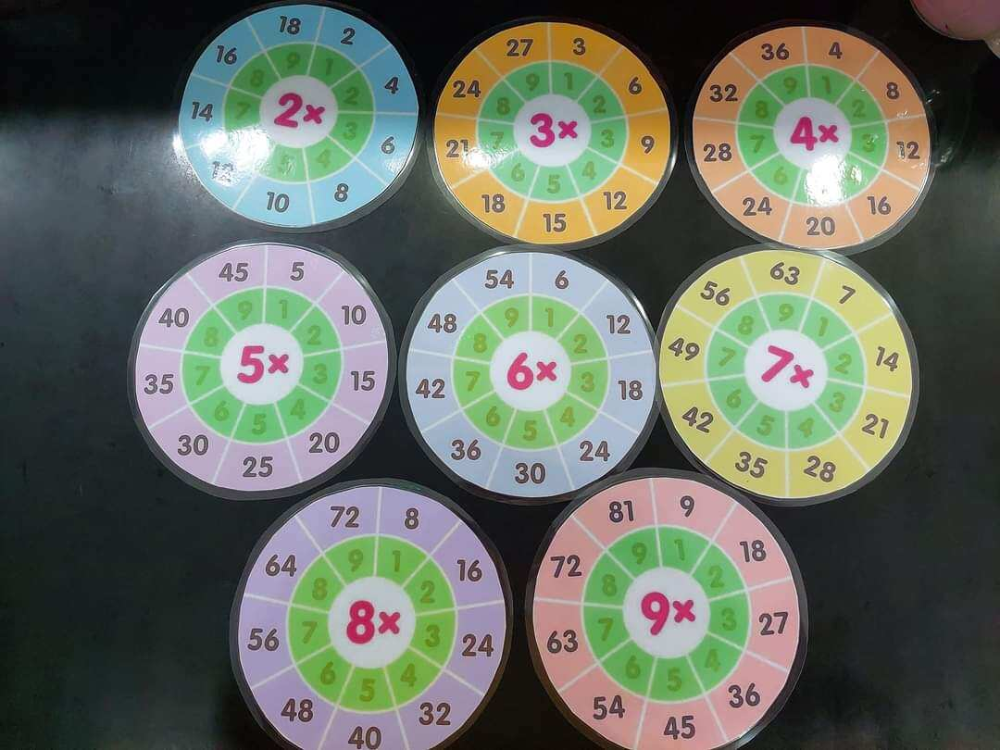 2×
1 2 3 4 5 7 8 9
2 4 6 8 10 14 16 18
3×
1 2 3 4 5 6 7 8 9
3 6 9 12 15 18 21 24 27
4×
1 2 3 6 7 8 9
4 8 12 16 20 24 28 32 36
5×
1 2 3 4 5 6 7 8 9
5 10 15 20 25 30 35 40 45
6×
1 2 3 4 5 6 7 8 9
6 12 18 24 30 36 42 48 54
7×
1 2 3 4 5 6 7 8 9
7 14 21 28 35 42 49 56 63
8×
1 2 3 4 5 6 7 8 9
8 16 24 32 40 48 56 64 72
9×
1 2 3 4 5 6 7 8 9
9 18 27 36 45 54 63 72 81